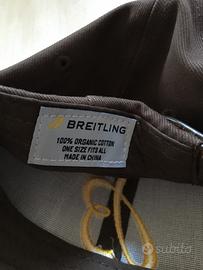 BREITLING
100% ORGANIC COTTON
ONE SIZE FITS ALL
MADE IN CHINA
subito